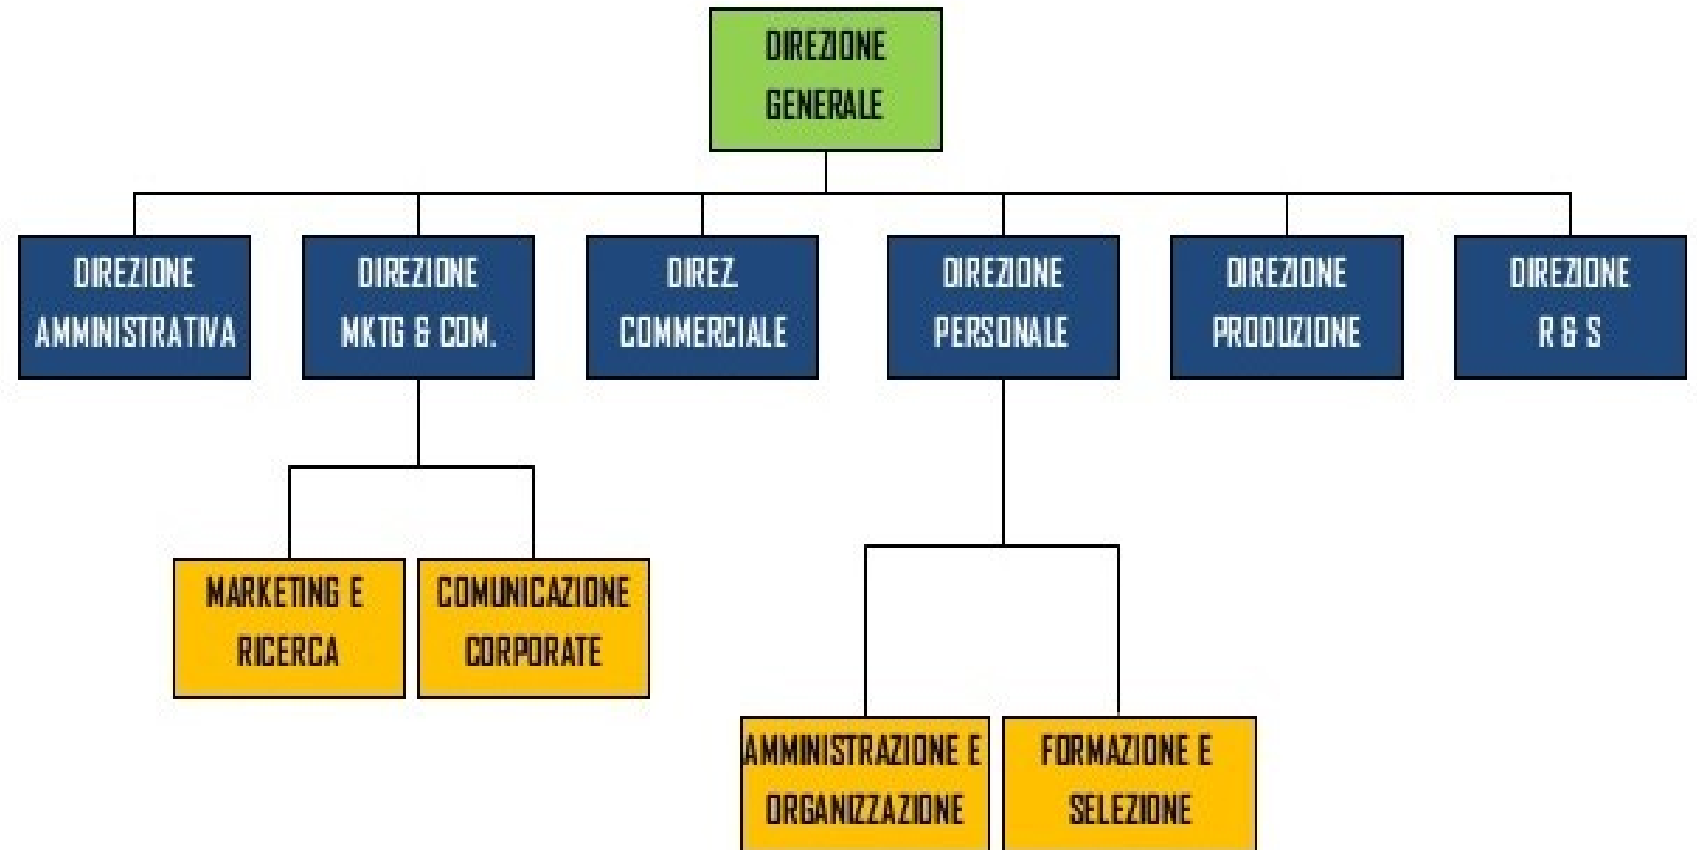 DIREZIONE
GENERALE
DIREZIONE
AMMINISTRATIVA
DIREZIONE
MKTG & COM.
DIREZ.
COMMERCIALE
DIREZIONE
PERSONALE
DIREZIONE
PRODUZIONE
DIREZIONE
R & S
MARKETING E
RICERCA
COMUNICAZIONE
CORPORATE
AMMINISTRAZIONE E
ORGANIZZAZIONE
FORMAZIONE E
SELEZIONE